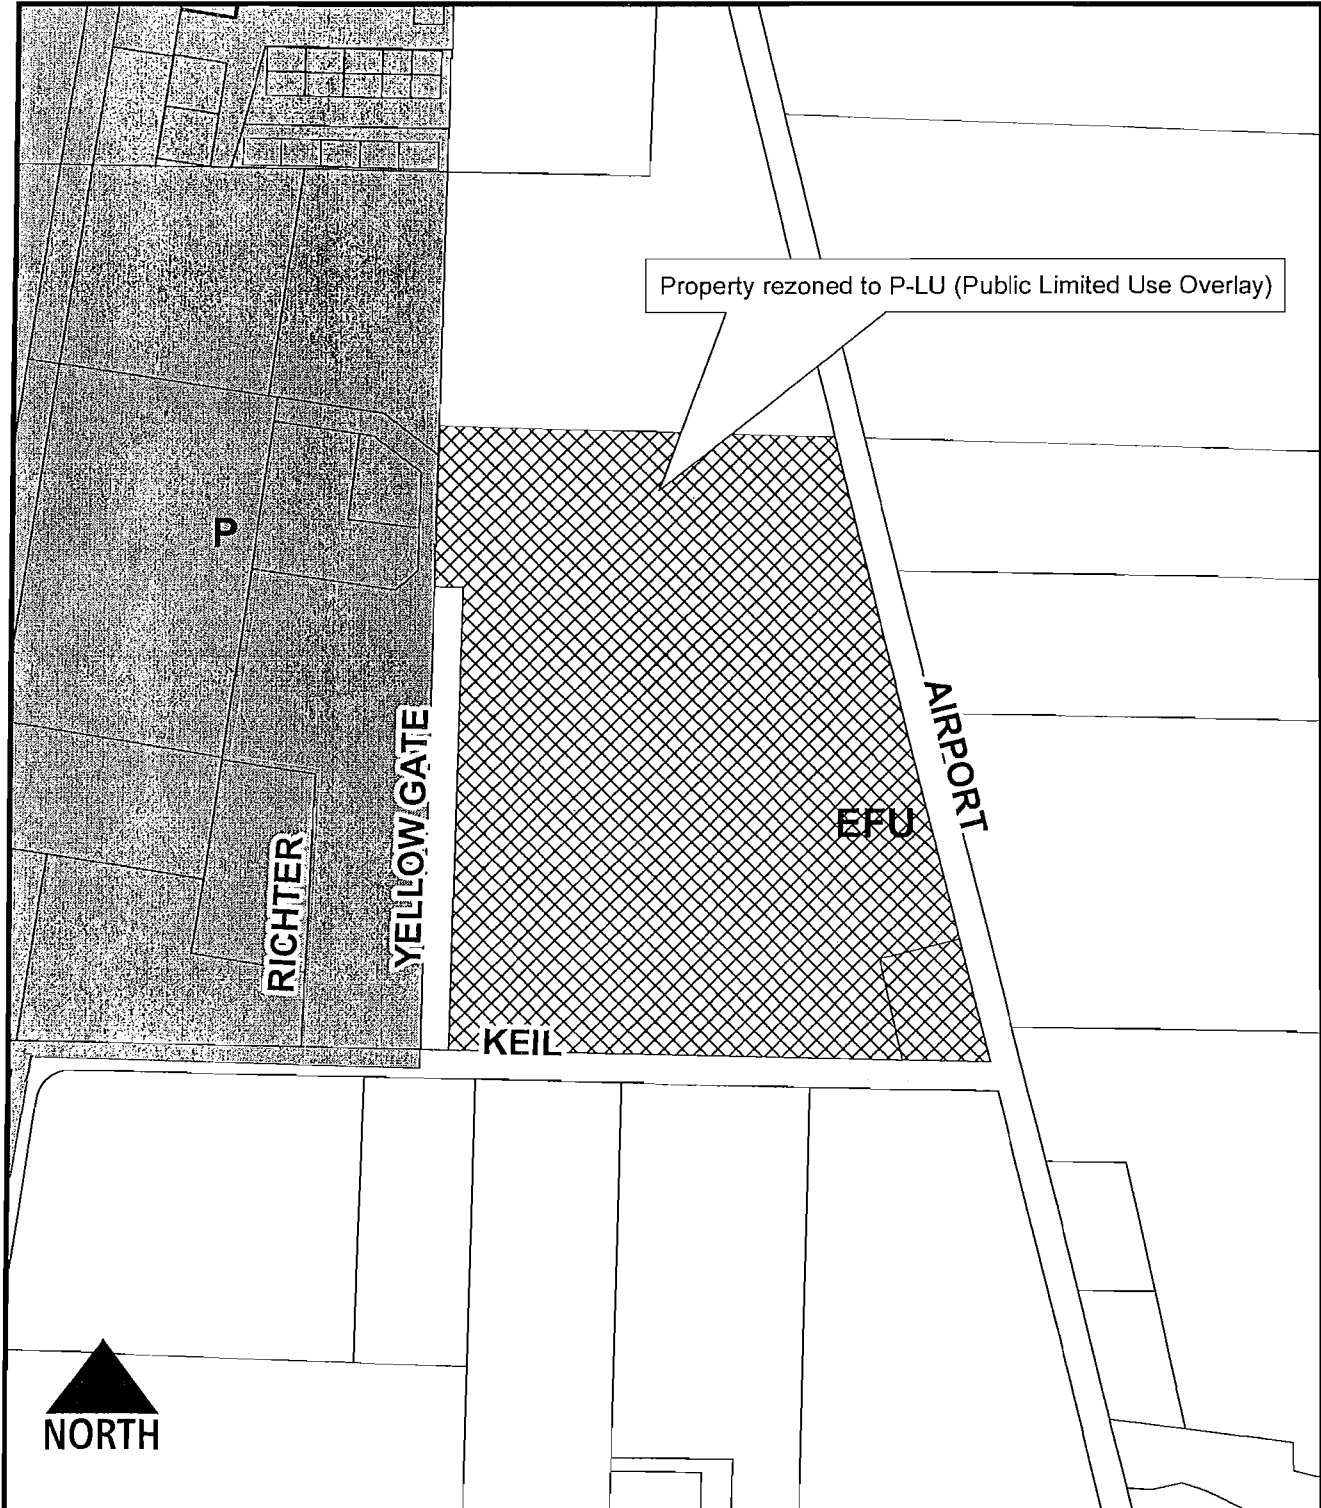 Property rezoned to P-LU (Public Limited Use Overlay)
P
AIRPORT
YELLOW GATE
EFU
RICHTER
KEIL
NORTH